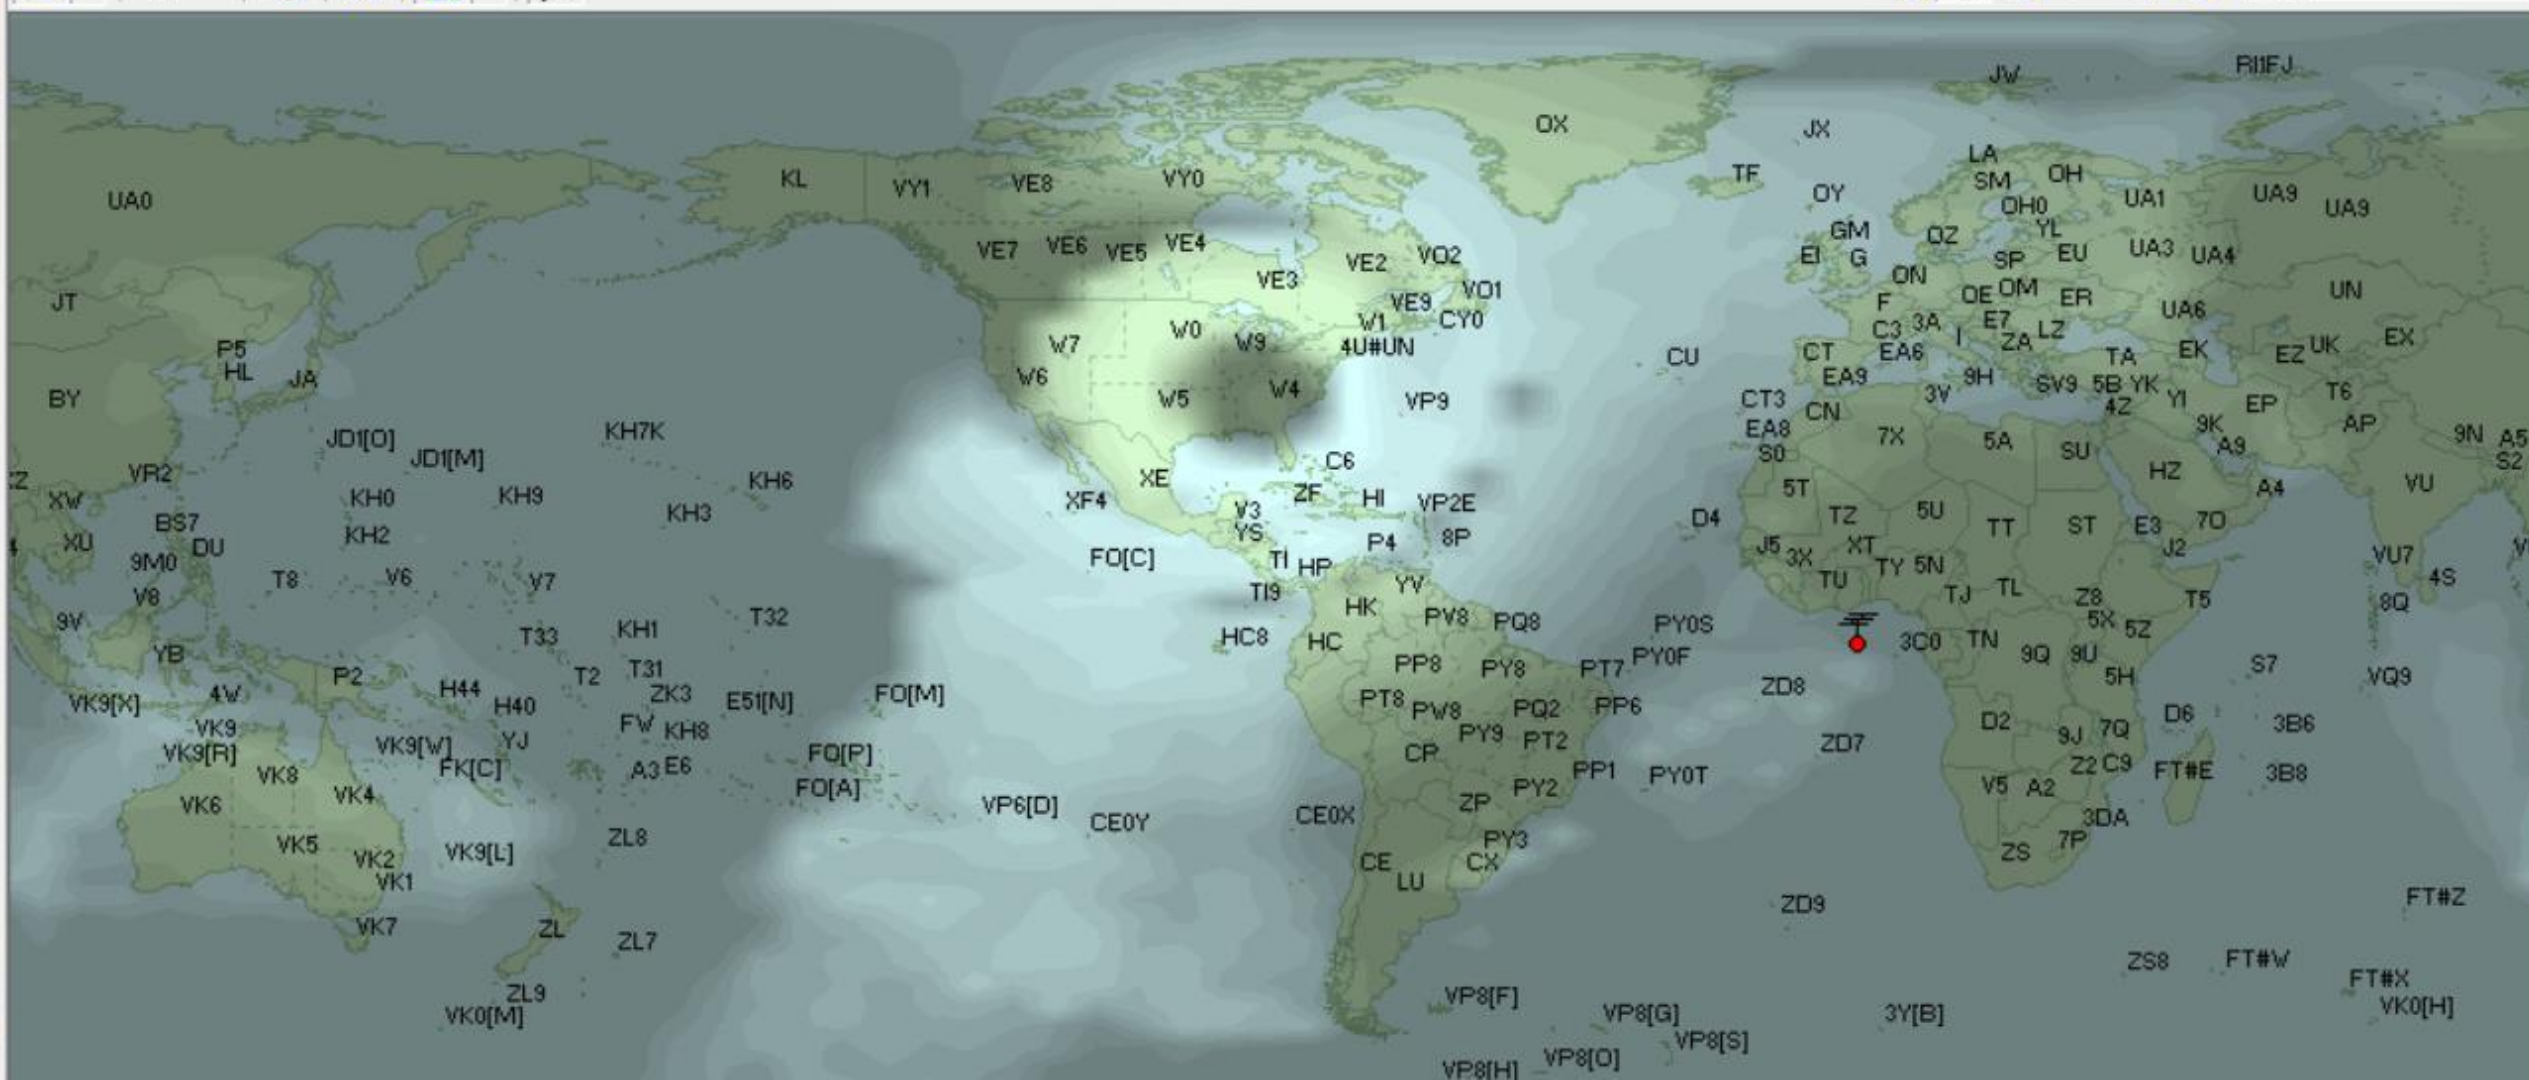 JW RI1FJ
OX JX
LA
KL VY1 VE8 VY0 TF SM OH
UA0 OY OH0 UA1 UA9 UA9
GM OZ YL
VE7 VE6 VE5 VE4 VE2 VO2 EI G SP EU UA3 UA4
JT VE3 VE9 VO1 ON OE OM ER UN
W7 W0 W9 W1 CY0 F C3 3A E7 LZ UA6
P5 4U#UN CU CT EA6 I ZA TA EK EZ UK EX
HL JA W6 W4 EA9 9H SV9 5B YK T6
BY W5 VP9 CT3 CN 3V 4Z YI EP
JD1[O] KH7K EA8 7X 5A SU 9K AP 9N A5
JD1[M] C6 S0 A9 S2
VR2 KH6 XE HZ VU
XW KH0 KH9 XF4 ZF HI VP2E 5T A4
BS7 KH3 V3 D4 TZ 5U TT ST E3 7O
XU DU KH2 YS P4 8P J5 XT J2
9M0 FO[C] TI HP 3X TY 5N VU7
V8 T8 V6 V7 TI9 YV TU TJ TL Z8 T5 4S
9V T32 HK PV8 PQ8 PY0S 5X 8Q
YB T33 KH1 HC8 HC 3C0 TN 9Q 9U 5Z
P2 T2 T31 PP8 PY8 PT7 PY0F 5H S7 VQ9
VK9[X] 4W H44 H40 ZK3 E51[N] FO[M] PT8 PW8 PQ2 PP6 ZD8 D6
VK9 FW KH8 PY9 D2 9J 7Q 3B6
VK9[R] VK9[W] YJ FO[P] CP PT2 ZD7
VK8 FK[C] A3 E6 PP1 PY0T Z2 C9 FT#E 3B8
VK6 VK4 FO[A] VP6[D] ZP PY2 V5 A2
VK5 ZL8 CE0Y CE0X PY3 3DA
VK2 VK9[L] CE CX ZS 7P
VK1 LU
VK7 ZL ZL7 ZD9 FT#Z
ZS8 FT#W
ZL9 VP8[F] FT#X
VK0[M] VP8[G] 3Y[B] VK0[H]
VP8[H] VP8[O] VP8[S]